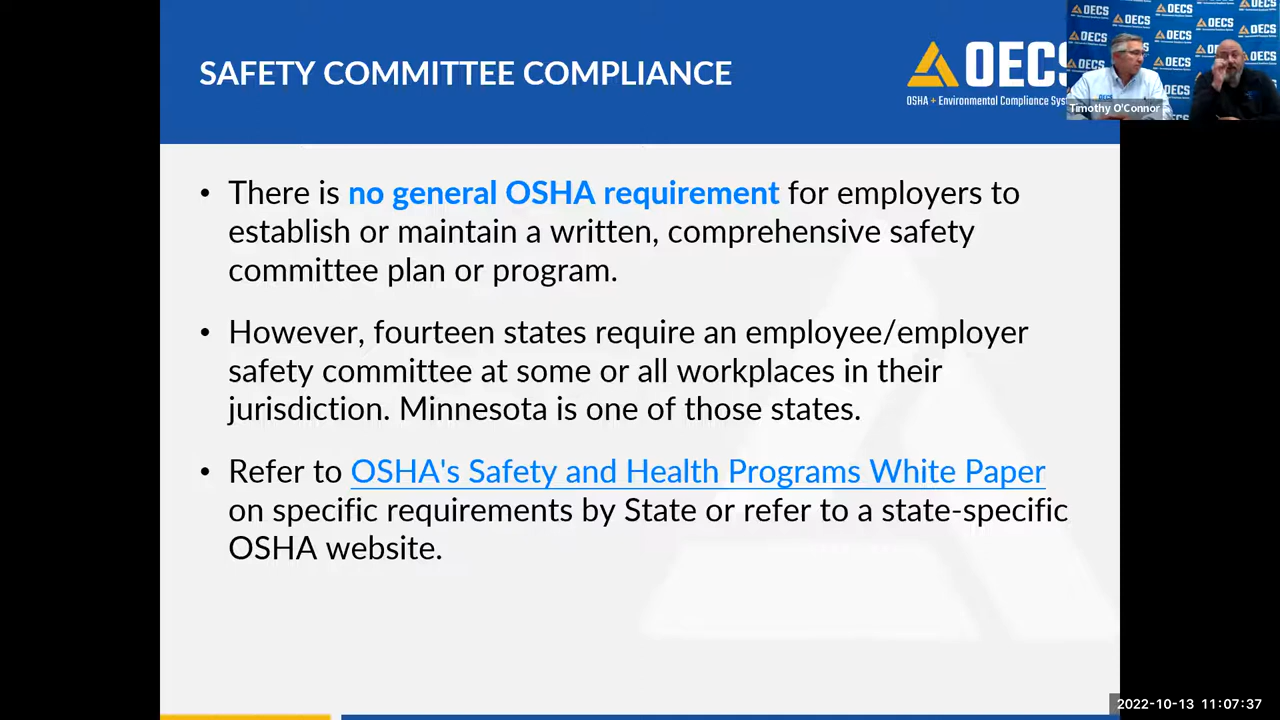 SAFETY COMMITTEE COMPLIANCE
OECS
OSHA + Environmental Compliance
Timothy O'Connor
• There is no general OSHA requirement for employers to
establish or maintain a written, comprehensive safety
committee plan or program.
• However, fourteen states require an employee/employer
safety committee at some or all workplaces in their
jurisdiction. Minnesota is one of those states.
• Refer to OSHA's Safety and Health Programs White Paper
on specific requirements by State or refer to a state-specific
OSHA website.
2022-10-13 11:07:37